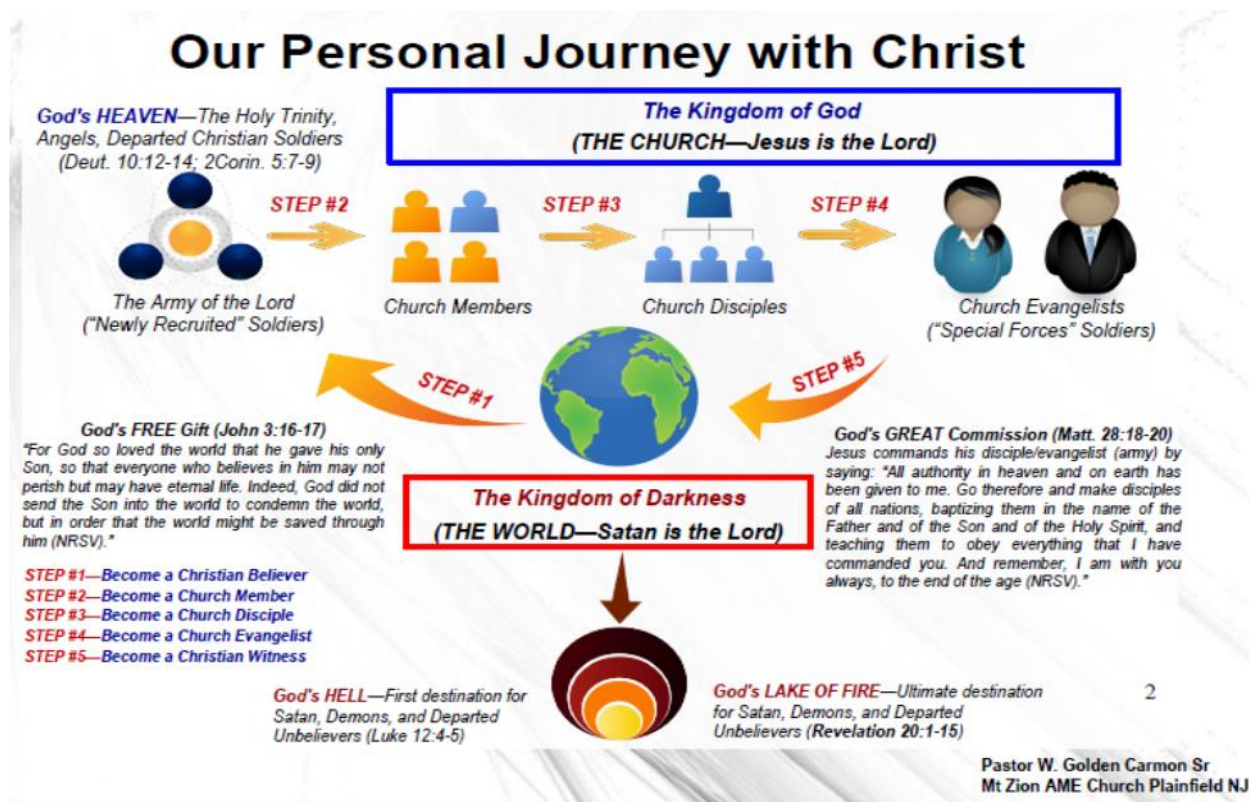 Our Personal Journey with Christ
God's HEAVEN—The Holy Trinity,
Angels, Departed Christian Soldiers
(Deut. 10:12-14; 2Corin. 5:7-9)
The Kingdom of God
(THE CHURCH—Jesus is the Lord)
STEP #2
STEP #3
STEP #4
The Army of the Lord
("Newly Recruited" Soldiers)
Church Members
Church Disciples
Church Evangelists
("Special Forces" Soldiers)
STEP #1
STEP #5
God's FREE Gift (John 3:16-17)
"For God so loved the world that he gave his only
Son, so that everyone who believes in him may not
perish but may have eternal life. Indeed, God did not
send the Son into the world to condemn the world,
but in order that the world might be saved through
him (NRSV)."
God's GREAT Commission (Matt. 28:18-20)
Jesus commands his disciple/evangelist (army) by
saying: "All authority in heaven and on earth has
been given to me. Go therefore and make disciples
of all nations, baptizing them in the name of the
Father and of the Son and of the Holy Spirit, and
teaching them to obey everything that I have
commanded you. And remember, I am with you
always, to the end of the age (NRSV)."
The Kingdom of Darkness
(THE WORLD—Satan is the Lord)
STEP #1—Become a Christian Believer
STEP #2—Become a Church Member
STEP #3—Become a Church Disciple
STEP #4—Become a Church Evangelist
STEP #5—Become a Christian Witness
God's HELL—First destination for
Satan, Demons, and Departed
Unbelievers (Luke 12:4-5)
God's LAKE OF FIRE—Ultimate destination
for Satan, Demons, and Departed
Unbelievers (Revelation 20:1-15)
2
Pastor W. Golden Carmon Sr
Mt Zion AME Church Plainfield NJ